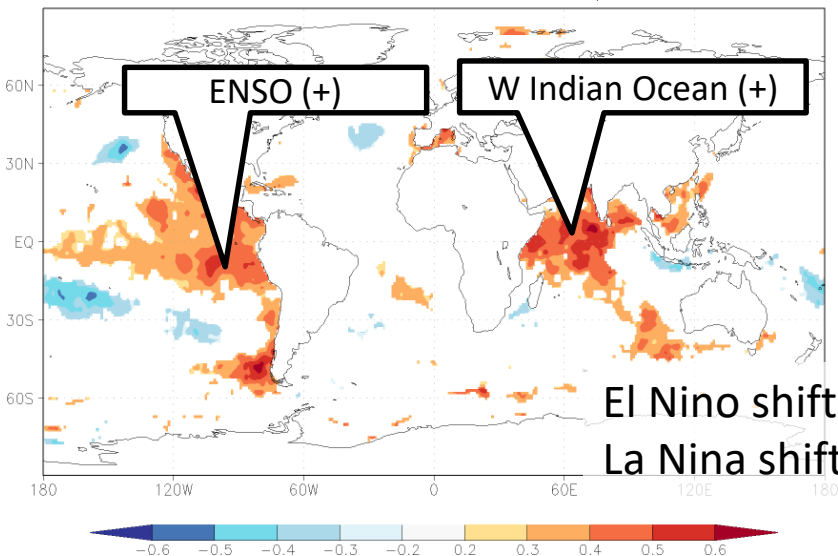 ENSO (+)
W Indian Ocean (+)
60N
30N
EQ
30S
60S
El Nino shift
La Nina shift
180 120W 60W 0 60E 120E 180
-0.6 -0.5 -0.4 -0.3 -0.2 0.2 0.3 0.4 0.5 0.6